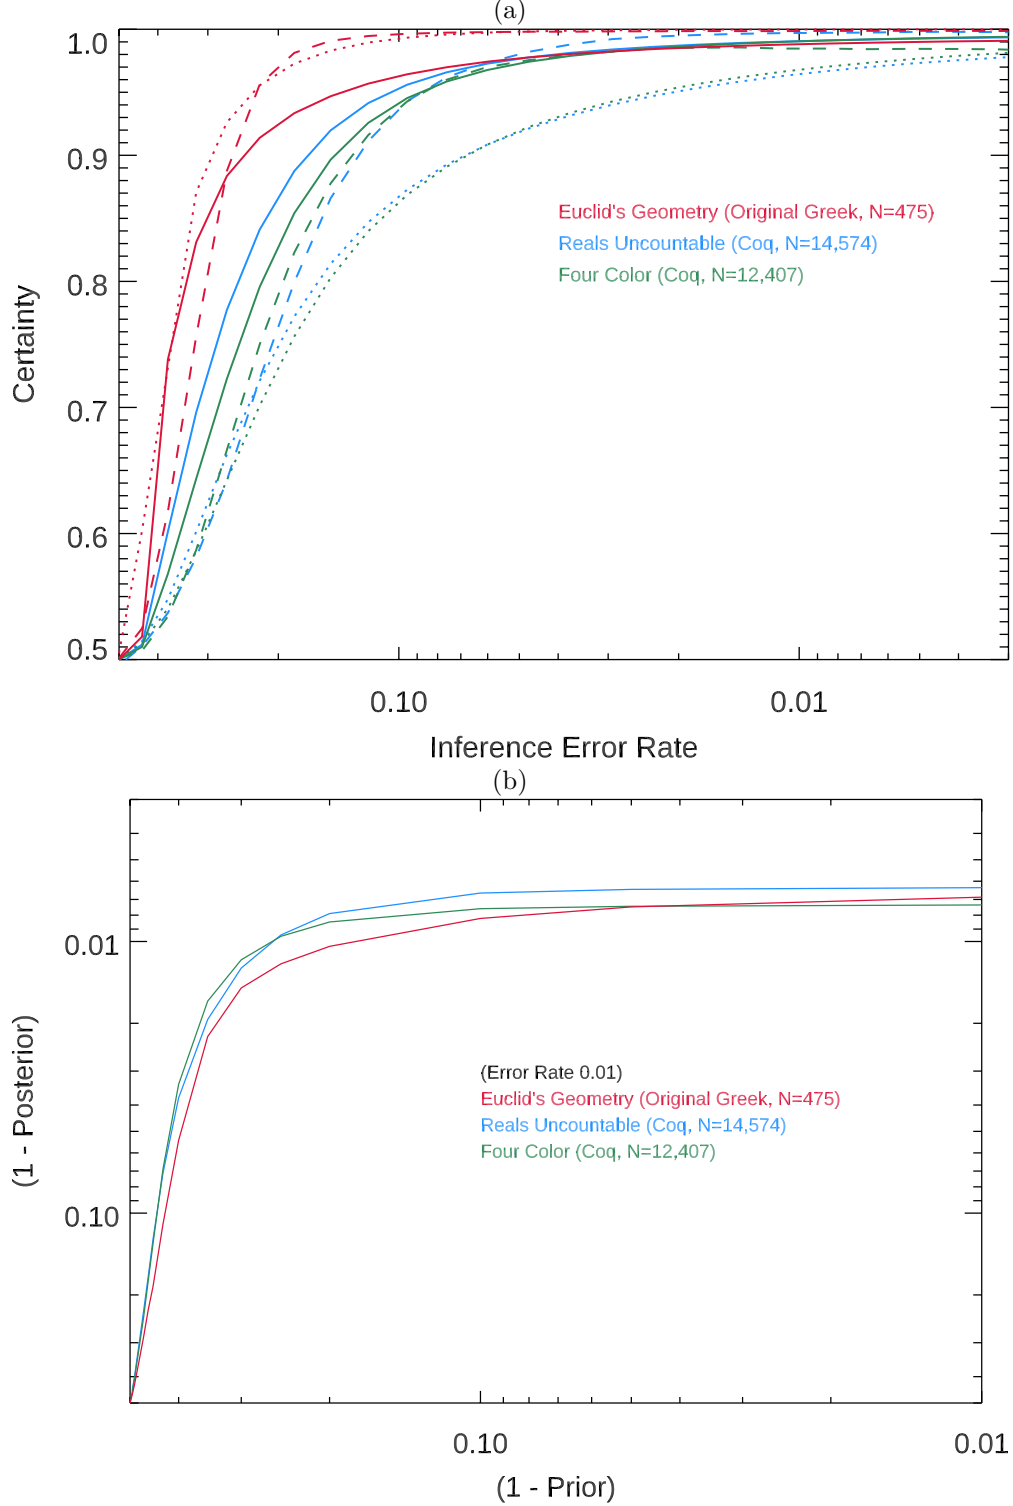 (a)
1.0
0.9
0.8
0.7
0.6
0.5
Certainty
Euclid's Geometry (Original Greek, N=475)
Reals Uncountable (Coq, N=14,574)
Four Color (Coq, N=12,407)
0.10
0.01
Inference Error Rate
(b)
0.01
0.10
(1 - Posterior)
(Error Rate 0.01)
Euclid's Geometry (Original Greek, N=475)
Reals Uncountable (Coq, N=14,574)
Four Color (Coq, N=12,407)
0.10
0.01
(1 - Prior)